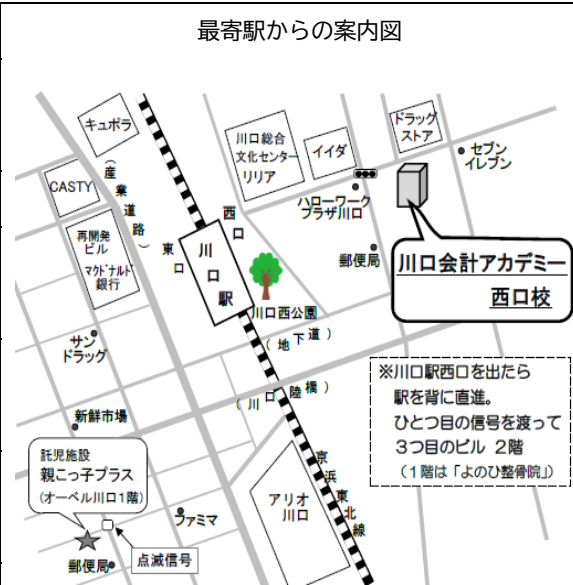 最寄駅からの案内図
キュポラ
川口総合
文化センター
リリア
イイダ
ドラッグ
ストア
セブン
イレブン
CASTY
(産業道路)
西口
ハローワーク
プラザ川口
再開発
ビル
マクドナルド
銀行
東口
川口駅
郵便局
川口会計アカデミー
西口校
川口西公園
(地下道)
サン
ドラッグ
(川口陸橋)
※川口駅西口を出たら
駅を背に直進。
ひとつ目の信号を渡って
3つ目のビル 2階
(1階は「よのび整骨院」)
新鮮市場
託児施設
親こっ子プラス
(オーベル川口1階)
京浜東北線
アリオ
川口
ファミマ
点滅信号
郵便局